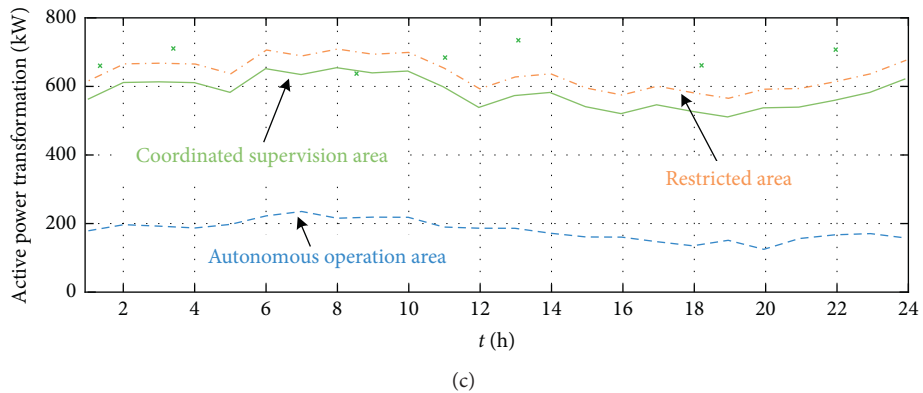 Active power transformation (kW)
800
600
400
200
0
Coordinated supervision area
Restricted area
Autonomous operation area
2 4 6 8 10 12 14 16 18 20 22 24
t (h)
(c)